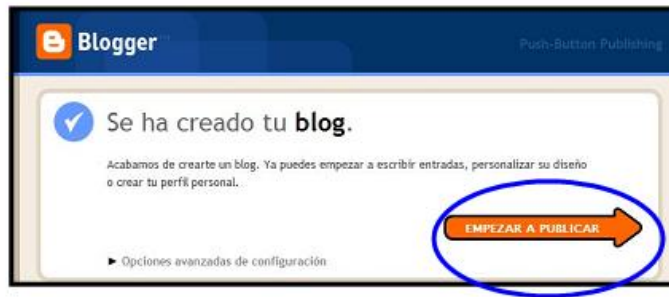 Blogger™
Push-Button Publishing
Se ha creado tu blog.
Acabamos de crearte un blog. Ya puedes empezar a escribir entradas, personalizar su diseño
o crear tu perfil personal.
EMPEZAR A PUBLICAR
► Opciones avanzadas de configuración